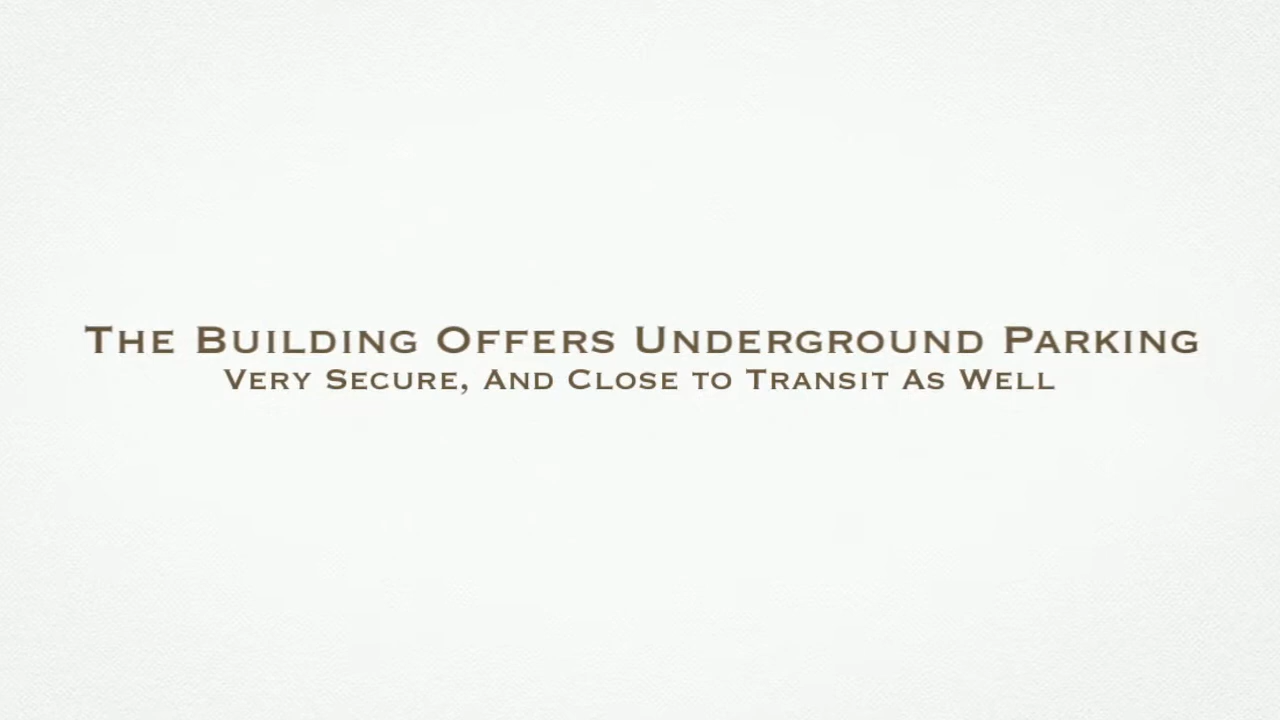 The Building Offers Underground Parking
Very Secure, And Close to Transit As Well